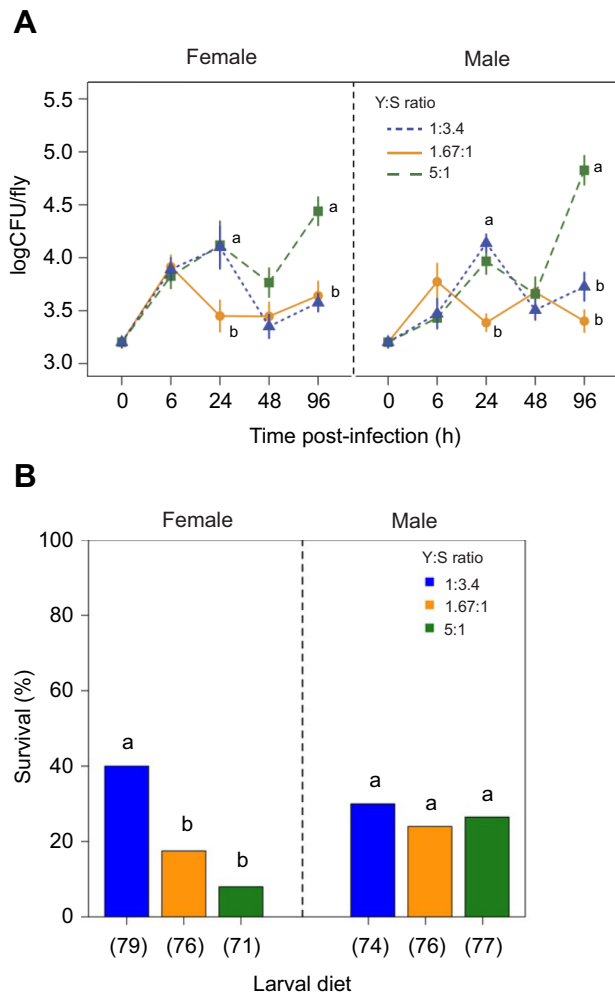 A
Female Male
5.5
5.0
4.5
4.0
3.5
3.0
logCFU/fly
Y:S ratio
1:3.4
1.67:1
5:1
a
a
b
b
a
a
b
b
b
0 6 24 48 96 0 6 24 48 96
Time post-infection (h)
B
Female Male
100
80
60
40
20
0
Survival (%)
Y:S ratio
1:3.4
1.67:1
5:1
a
b
b
a
a
a
(79) (76) (71) (74) (76) (77)
Larval diet